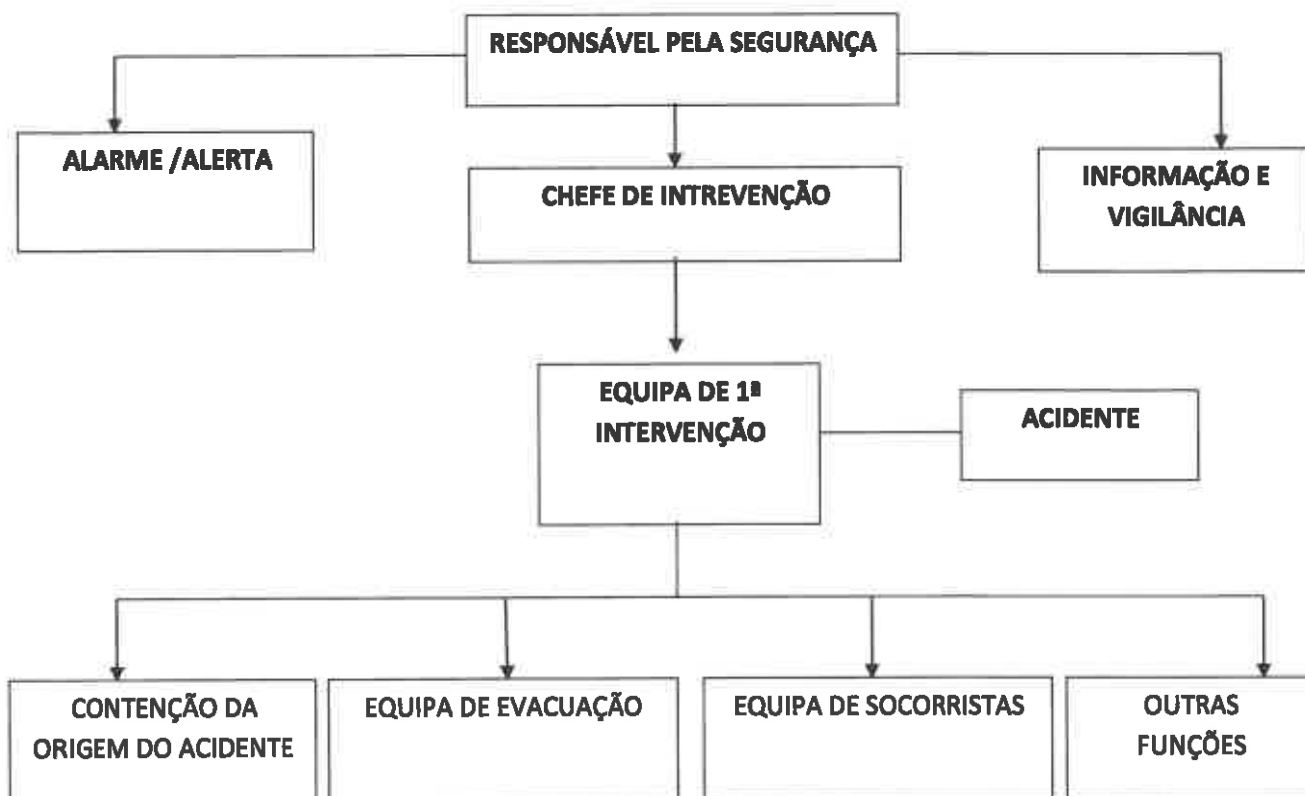 RESPONSÁVEL PELA SEGURANÇA
ALARME /ALERTA
CHEFE DE INTREVENÇÃO
INFORMAÇÃO E
VIGILÂNCIA
EQUIPA DE 1ª
INTERVENÇÃO
ACIDENTE
CONTENÇÃO DA
ORIGEM DO ACIDENTE
EQUIPA DE EVACUAÇÃO
EQUIPA DE SOCORRISTAS
OUTRAS
FUNÇÕES